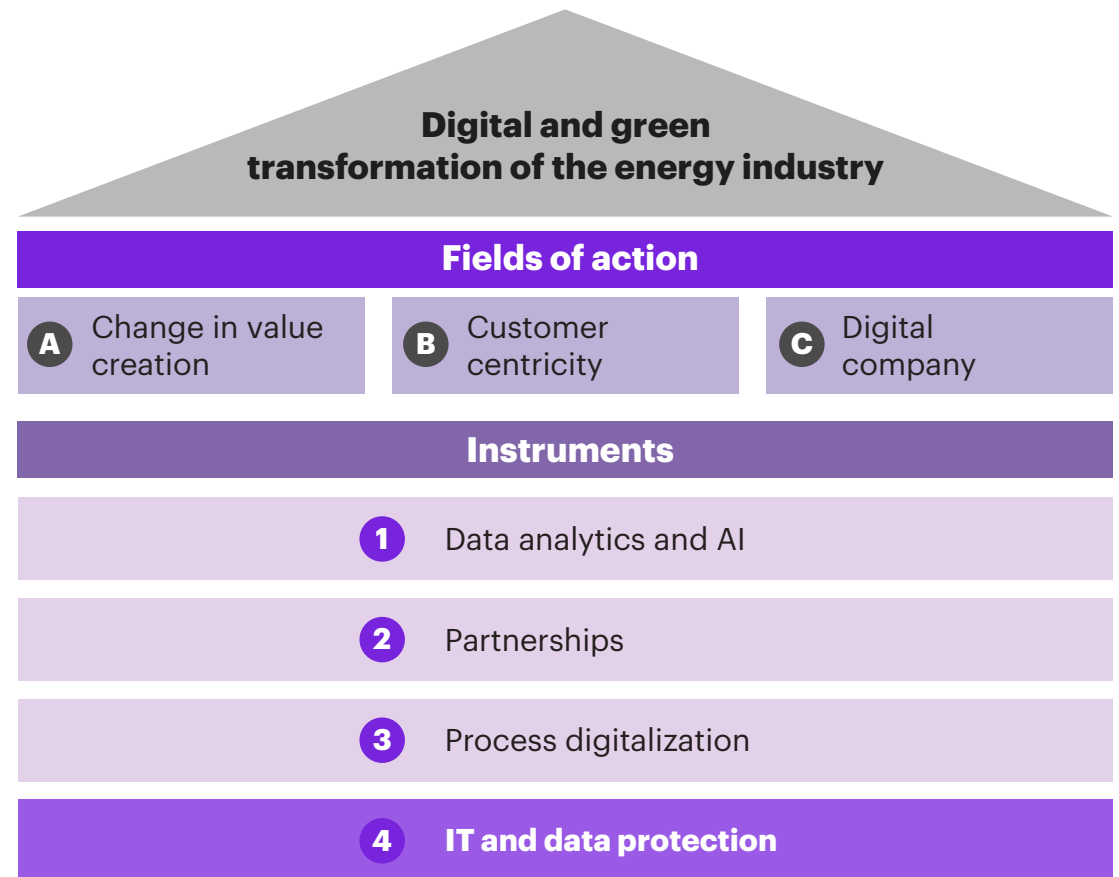 Digital and green
transformation of the energy industry
Fields of action
A
Change in value
creation
B
Customer
centricity
C
Digital
company
Instruments
1 Data analytics and AI
2 Partnerships
3 Process digitalization
4 IT and data protection